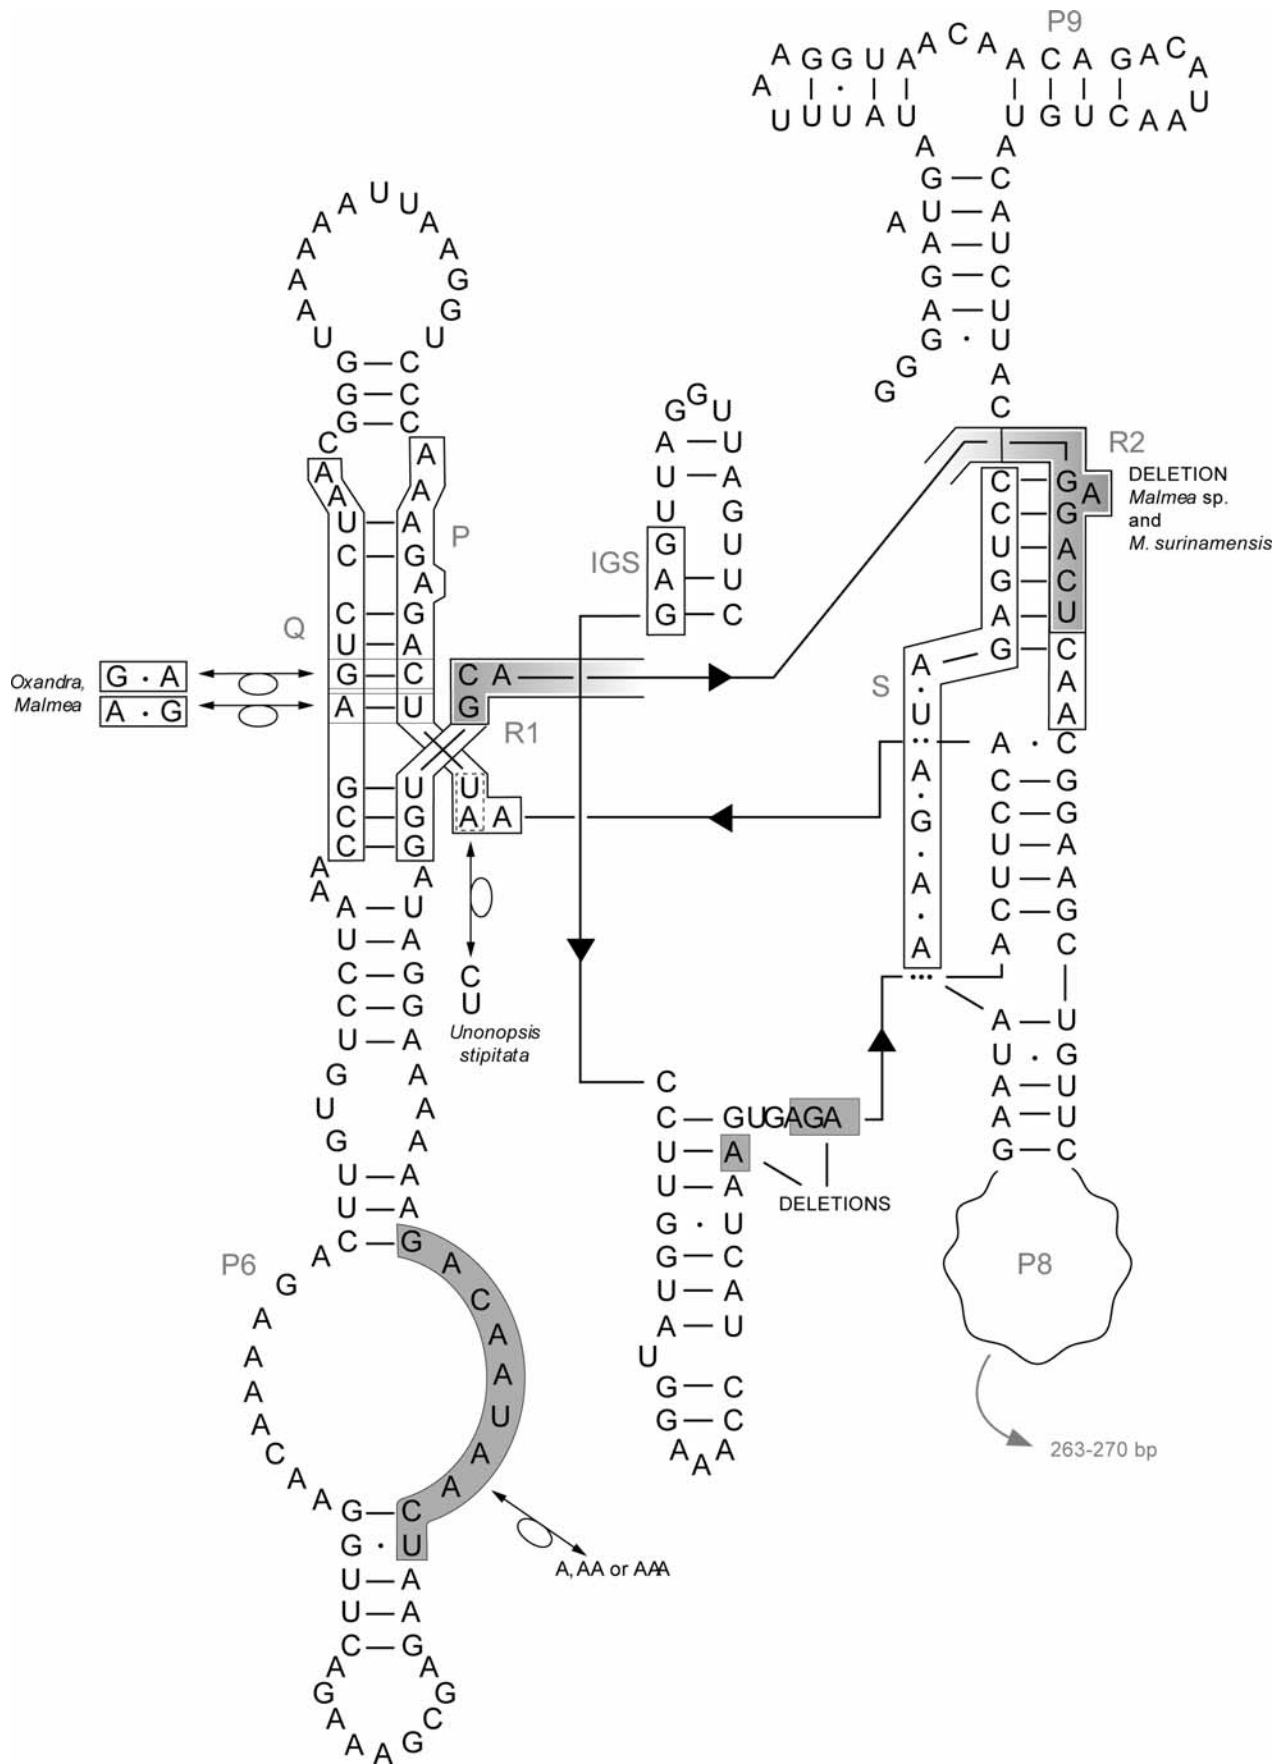 P9
A G G U A A C A A C A G A C A U
A
U U U A U U G U C A A
A A
G C
U A
A
A U
G C
A U
G · U
G A
G C
A A U U A
A A
A G
A G
U U
G C
G C
G C
C
A A
A A
U A
C G
A
C G
U A
G C
A U
G U
C G
C G
P
Q
G · A
A · G
Oxandra,
Malmea
C A
G
R1
U
A A
C
U
Unonopsis
stipitata
G G U
A U
U A
U G
G U
A U
G C
IGS
R2
DELETION
Malmea sp.
and
M. surinamensis
C G A
C G
U A
G C
A U
G C
A A
A
S
A
U
A
G
A
A
A · C
C G
C G
U A
U A
C G
A C
A U
U · G
A U
A U
G C
P8
263-270 bp
A A
A U
U A
C G
C G
U A
G A
U A
G A
U A
U A
C G
P6
A
G
A
A
A
A
C
A
A
A
C
A
A
U
A
A
G C
G · U
U A
U A
C G
A A
G G
A C
A A G
A, AA or AAA
C
C GUGAGA
U A
U A
G · U
G C
U A
A U
U
G C
G C
A A A
DELETIONS